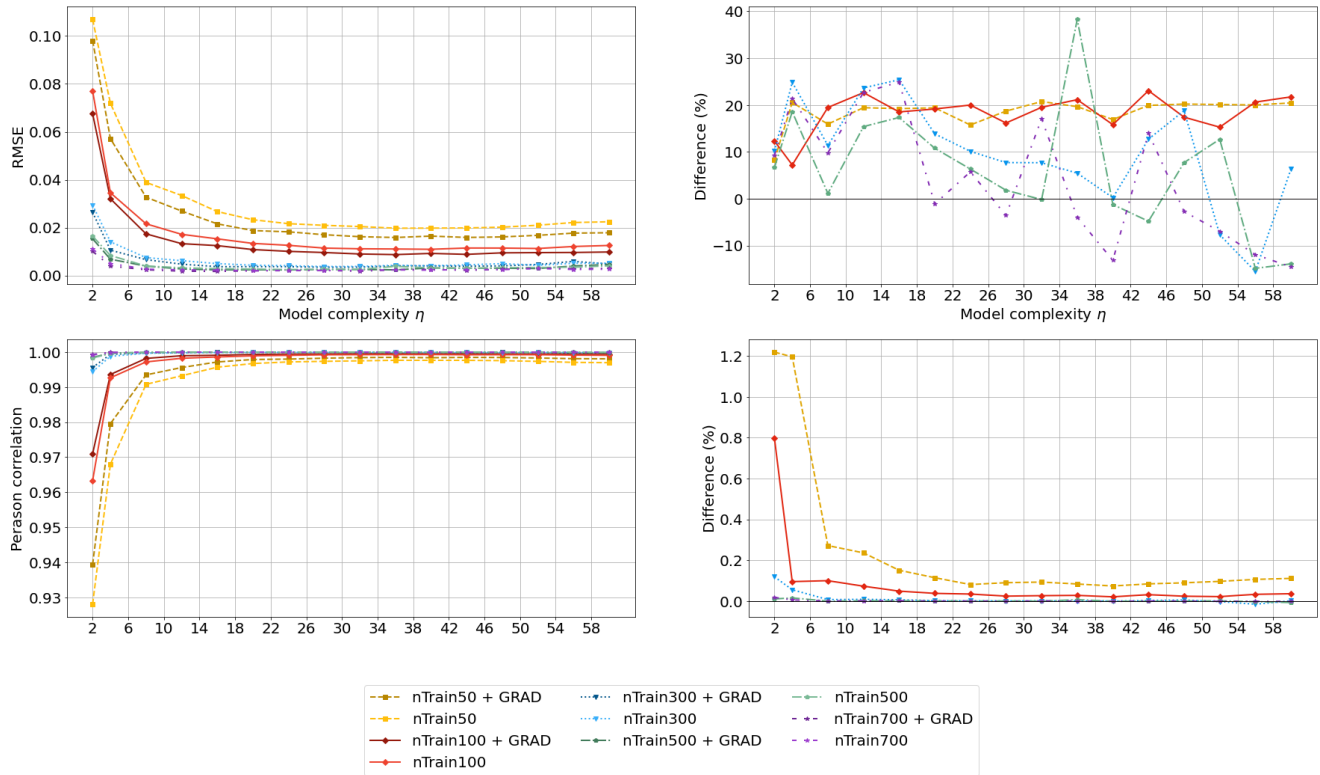 0.10
0.08
0.06
0.04
0.02
0.00
RMSE
2 6 10 14 18 22 26 30 34 38 42 46 50 54 58
Model complexity η
40
30
20
10
0
−10
Difference (%)
2 6 10 14 18 22 26 30 34 38 42 46 50 54 58
Model complexity η
1.00
0.99
0.98
0.97
0.96
0.95
0.94
0.93
Perason correlation
2 6 10 14 18 22 26 30 34 38 42 46 50 54 58
1.2
1.0
0.8
0.6
0.4
0.2
0.0
Difference (%)
2 6 10 14 18 22 26 30 34 38 42 46 50 54 58
nTrain50 + GRAD
nTrain50
nTrain100 + GRAD
nTrain100
nTrain300 + GRAD
nTrain300
nTrain500 + GRAD
nTrain500
nTrain700 + GRAD
nTrain700